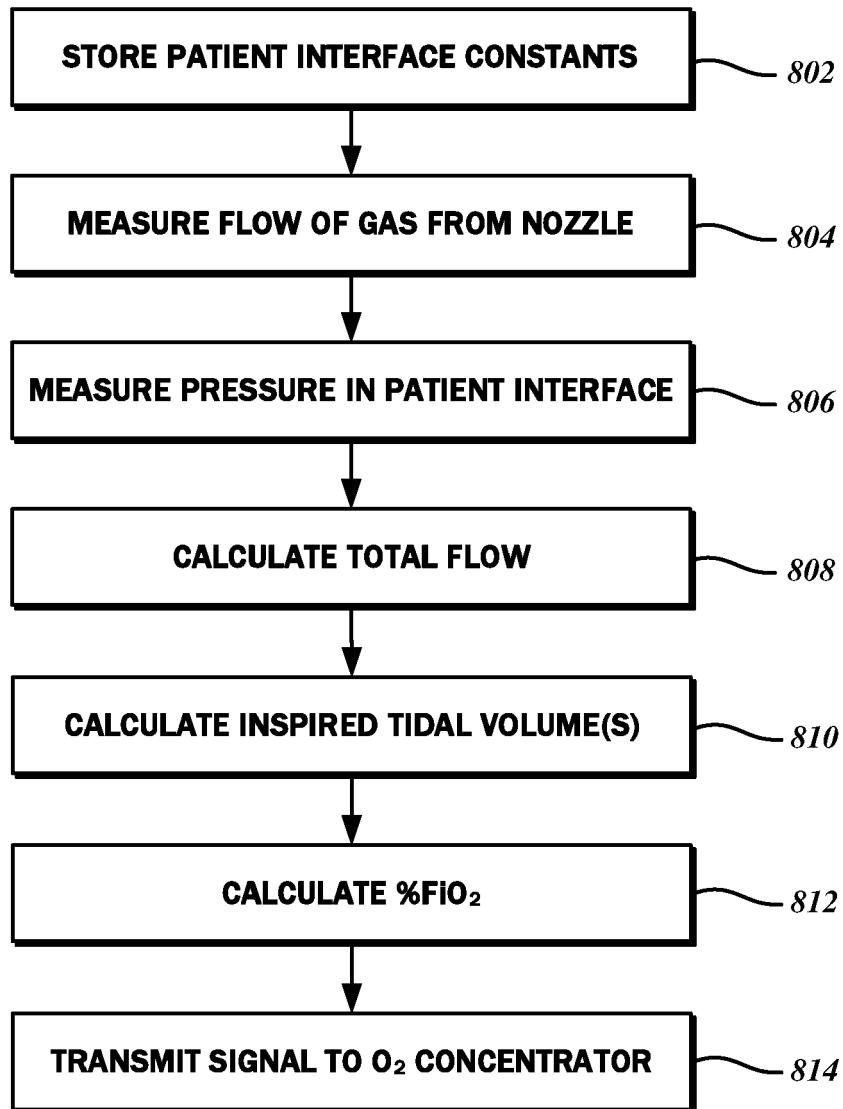 STORE PATIENT INTERFACE CONSTANTS
802
MEASURE FLOW OF GAS FROM NOZZLE
804
MEASURE PRESSURE IN PATIENT INTERFACE
806
CALCULATE TOTAL FLOW
808
CALCULATE INSPIRED TIDAL VOLUME(S)
810
CALCULATE %FiO₂
812
TRANSMIT SIGNAL TO O₂ CONCENTRATOR
814